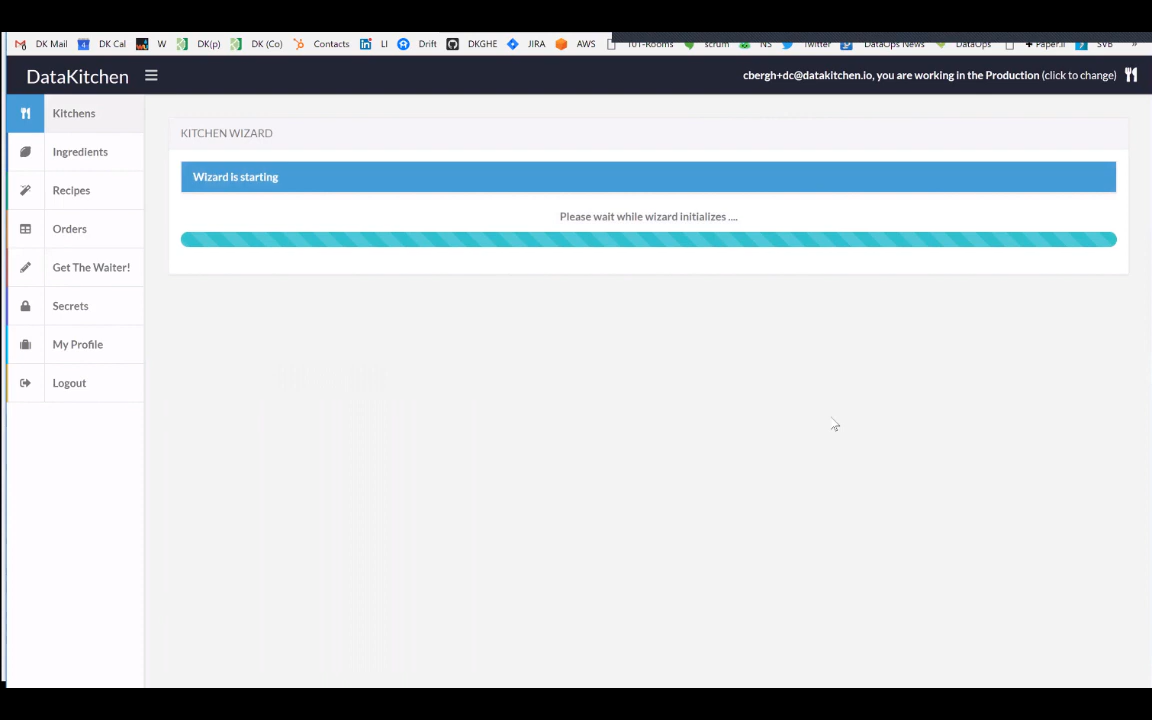 DK Mail DK Cal W DK(p) DK (Co) Contacts LI Drift DKGHE JIRA AWS 101-Rooms scrum NS Twitter DataOps News DataOps Paper.li SVB »
DataKitchen
cbergh+dc@datakitchen.io, you are working in the Production (click to change)
Kitchens
Ingredients
Recipes
Orders
Get The Waiter!
Secrets
My Profile
Logout
KITCHEN WIZARD
Wizard is starting
Please wait while wizard initializes ....